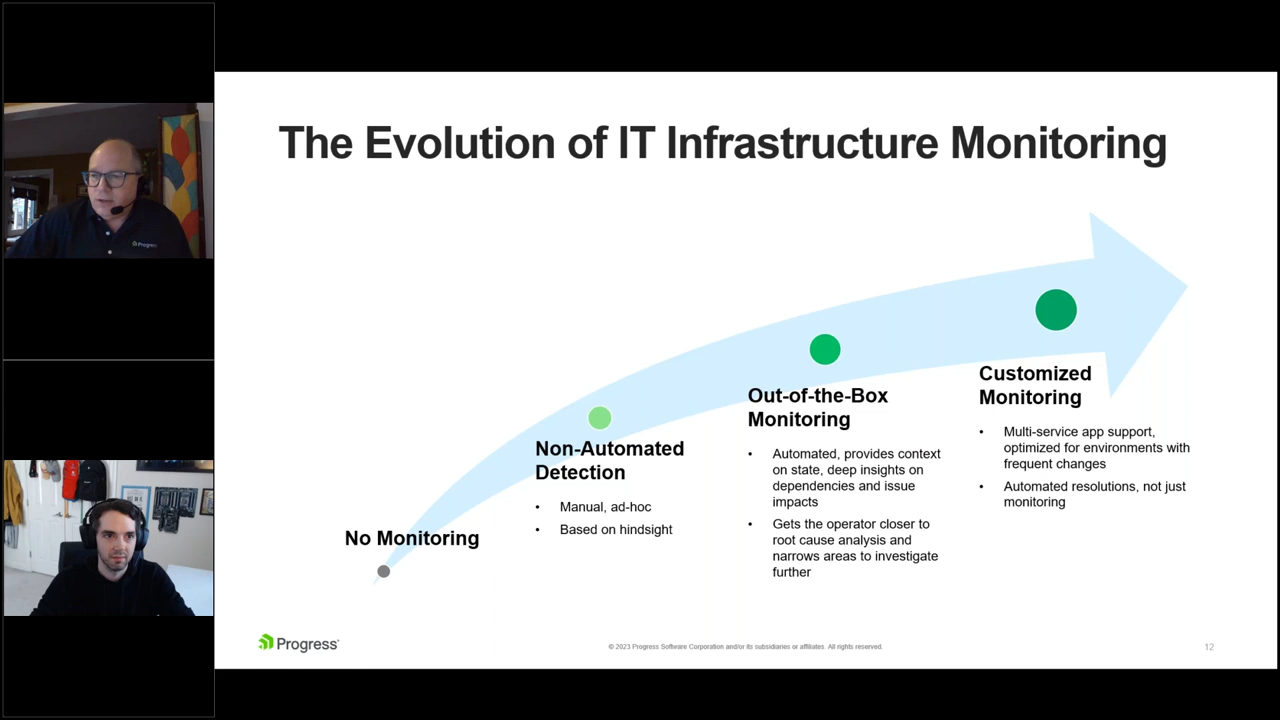 The Evolution of IT Infrastructure Monitoring
No Monitoring
Non-Automated
Detection
• Manual, ad-hoc
• Based on hindsight
Out-of-the-Box
Monitoring
• Automated, provides context
on state, deep insights on
dependencies and issue
impacts
• Gets the operator closer to
root cause analysis and
narrows areas to investigate
further
Customized
Monitoring
• Multi-service app support,
optimized for environments with
frequent changes
• Automated resolutions, not just
monitoring
Progress
© 2023 Progress Software Corporation and/or its subsidiaries or affiliates. All rights reserved.
12
Progress